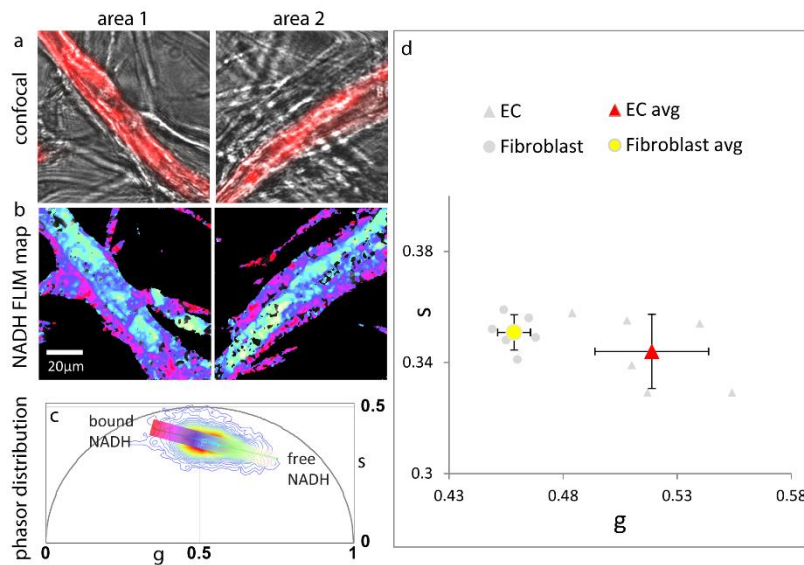 area 1 area 2
a
confocal
b
NADH FLIM map
20µm
c
phasor distribution
bound
NADH
free
NADH
0.5
s
0
0 0.5 1
g
d
EC EC avg
Fibroblast Fibroblast avg
0.38
s
0.34
0.3
0.43 0.48 0.53 0.58
g